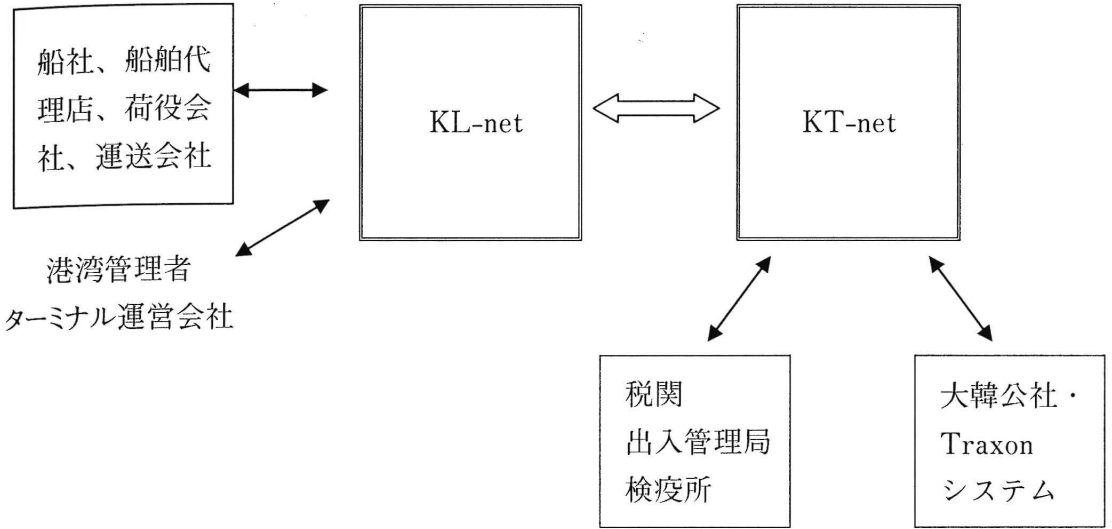 船社、船舶代
理店、荷役会
社、運送会社
KL-net
KT-net
港湾管理者
ターミナル運営会社
税関
出入管理局
検疫所
大韓公社・
Traxon
システム